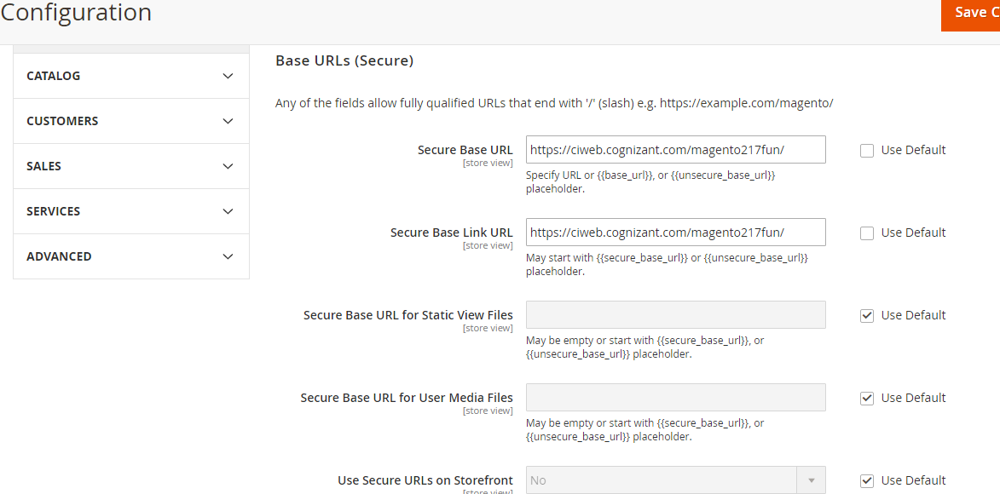 Configuration
Save C
CATALOG
CUSTOMERS
SALES
SERVICES
ADVANCED
Base URLs (Secure)
Any of the fields allow fully qualified URLs that end with '/' (slash) e.g. https://example.com/magento/
Secure Base URL
[store view]
https://ciweb.cognizant.com/magento217fun/
Use Default
Specify URL or {{base_url}}, or {{unsecure_base_url}}
placeholder.
Secure Base Link URL
[store view]
https://ciweb.cognizant.com/magento217fun/
Use Default
May start with {{secure_base_url}} or {{unsecure_base_url}}
placeholder.
Secure Base URL for Static View Files
[store view]
Use Default
May be empty or start with {{secure_base_url}}, or
{{unsecure_base_url}} placeholder.
Secure Base URL for User Media Files
[store view]
Use Default
May be empty or start with {{secure_base_url}}, or
{{unsecure_base_url}} placeholder.
Use Secure URLs on Storefront
[store view]
No
Use Default